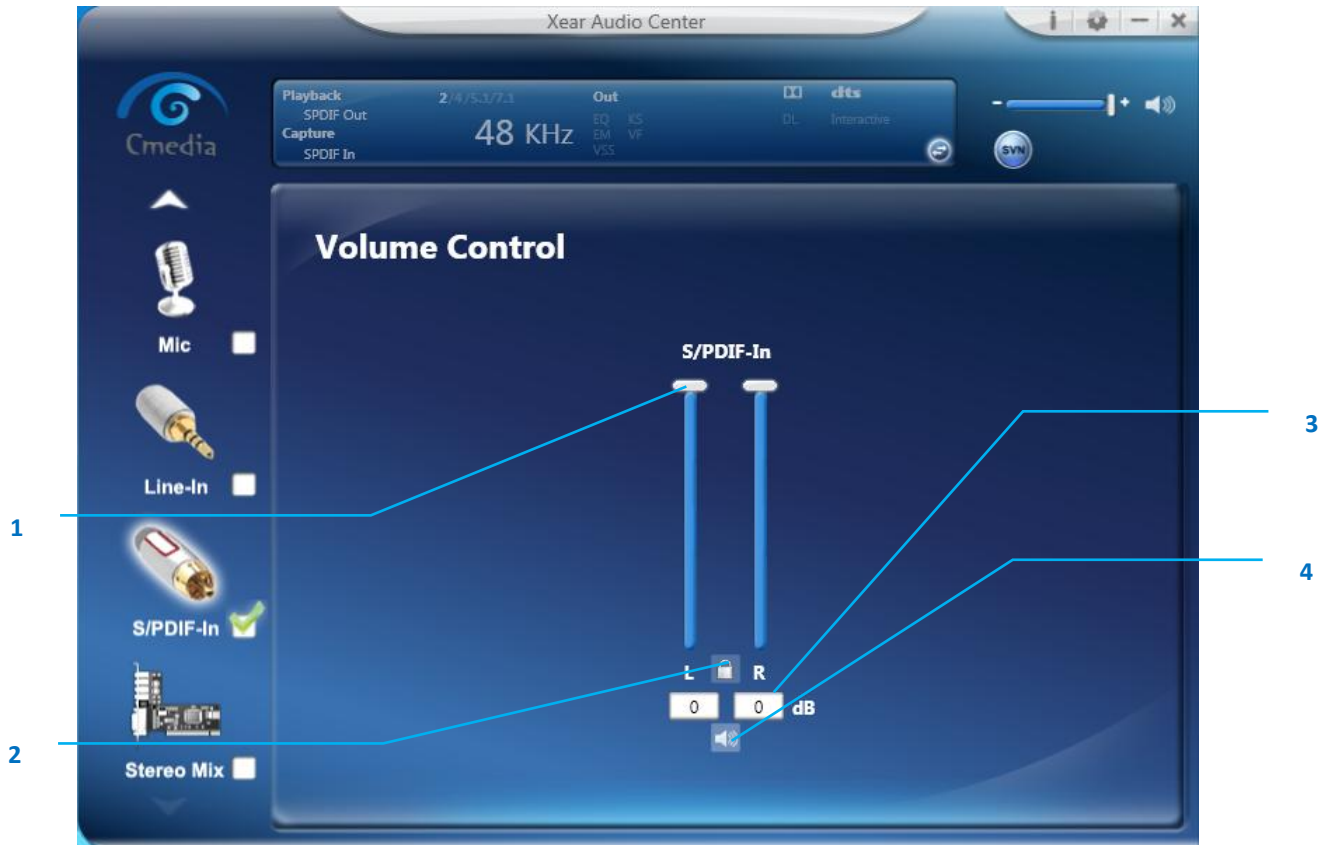 Xear Audio Center
i
Cmedia
Playback 2/4/5.1/7.1 Out dts
SPDIF Out EQ KS DL Interactive
Capture 48 KHz EM VF
SPDIF In VSS
- +
SVN
Volume Control
Mic
S/PDIF-In
3
Line-In
1
4
S/PDIF-In
L R
0 0 dB
2
Stereo Mix